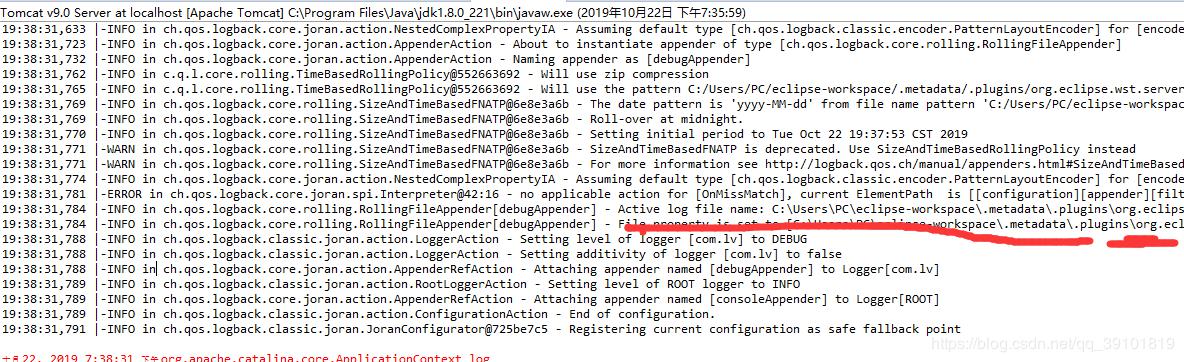 Tomcat v9.0 Server at localhost [Apache Tomcat] C:\Program Files\Java\jdk1.8.0_221\bin\javaw.exe (2019年10月22日 下午7:35:59)
19:38:31,633 |-INFO in ch.qos.logback.core.joran.action.NestedComplexPropertyIA - Assuming default type [ch.qos.logback.classic.encoder.PatternLayoutEncoder] for [encode
19:38:31,723 |-INFO in ch.qos.logback.core.joran.action.AppenderAction - About to instantiate appender of type [ch.qos.logback.core.rolling.RollingFileAppender]
19:38:31,732 |-INFO in ch.qos.logback.core.joran.action.AppenderAction - Naming appender as [debugAppender]
19:38:31,762 |-INFO in c.q.l.core.rolling.TimeBasedRollingPolicy@552663692 - Will use zip compression
19:38:31,765 |-INFO in c.q.l.core.rolling.TimeBasedRollingPolicy@552663692 - Will use the pattern C:/Users/PC/eclipse-workspace/.metadata/.plugins/org.eclipse.wst.server
19:38:31,769 |-INFO in ch.qos.logback.core.rolling.SizeAndTimeBasedFNATP@6e8e3a6b - The date pattern is 'yyyy-MM-dd' from file name pattern 'C:/Users/PC/eclipse-workspac
19:38:31,769 |-INFO in ch.qos.logback.core.rolling.SizeAndTimeBasedFNATP@6e8e3a6b - Roll-over at midnight.
19:38:31,770 |-INFO in ch.qos.logback.core.rolling.SizeAndTimeBasedFNATP@6e8e3a6b - Setting initial period to Tue Oct 22 19:37:53 CST 2019
19:38:31,771 |-WARN in ch.qos.logback.core.rolling.SizeAndTimeBasedFNATP@6e8e3a6b - SizeAndTimeBasedFNATP is deprecated. Use SizeAndTimeBasedRollingPolicy instead
19:38:31,771 |-WARN in ch.qos.logback.core.rolling.SizeAndTimeBasedFNATP@6e8e3a6b - For more information see http://logback.qos.ch/manual/appenders.html#SizeAndTimeBased
19:38:31,774 |-INFO in ch.qos.logback.core.joran.action.NestedComplexPropertyIA - Assuming default type [ch.qos.logback.classic.encoder.PatternLayoutEncoder] for [encode
19:38:31,781 |-ERROR in ch.qos.logback.core.joran.spi.Interpreter@42:16 - no applicable action for [OnMissMatch], current ElementPath  is [[configuration][appender][filt
19:38:31,784 |-INFO in ch.qos.logback.core.rolling.RollingFileAppender[debugAppender] - Active log file name: C:\Users\PC\eclipse-workspace\.metadata\.plugins\org.eclips
19:38:31,784 |-INFO in ch.qos.logback.core.rolling.RollingFileAppender[debugAppender] - File property is set to [C:\Users\PC\eclipse-workspace\.metadata\.plugins\org.ecl
19:38:31,788 |-INFO in ch.qos.logback.classic.joran.action.LoggerAction - Setting level of logger [com.lv] to DEBUG
19:38:31,788 |-INFO in ch.qos.logback.classic.joran.action.LoggerAction - Setting additivity of logger [com.lv] to false
19:38:31,788 |-INFO in ch.qos.logback.core.joran.action.AppenderRefAction - Attaching appender named [debugAppender] to Logger[com.lv]
19:38:31,789 |-INFO in ch.qos.logback.classic.joran.action.RootLoggerAction - Setting level of ROOT logger to INFO
19:38:31,789 |-INFO in ch.qos.logback.core.joran.action.AppenderRefAction - Attaching appender named [consoleAppender] to Logger[ROOT]
19:38:31,789 |-INFO in ch.qos.logback.classic.joran.action.ConfigurationAction - End of configuration.
19:38:31,791 |-INFO in ch.qos.logback.classic.joran.JoranConfigurator@725be7c5 - Registering current configuration as safe fallback point
十月 22, 2019 7:38:31 下午 org.apache.catalina.core.ApplicationContext log
https://blog.csdn.net/qq_39101819